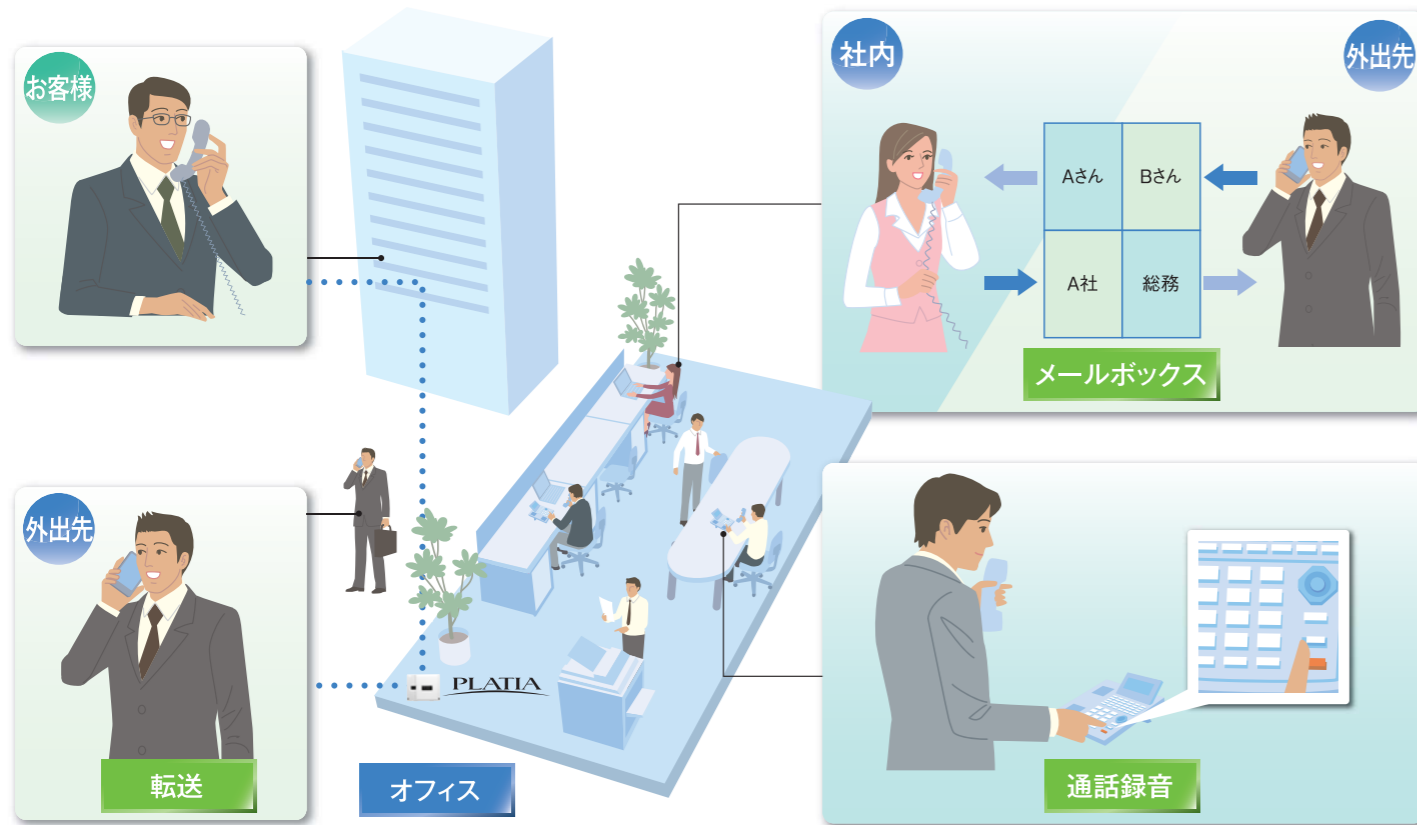 お客様
社内
外出先
Aさん
Bさん
A社
総務
メールボックス
外出先
転送
PLATIA
オフィス
通話録音